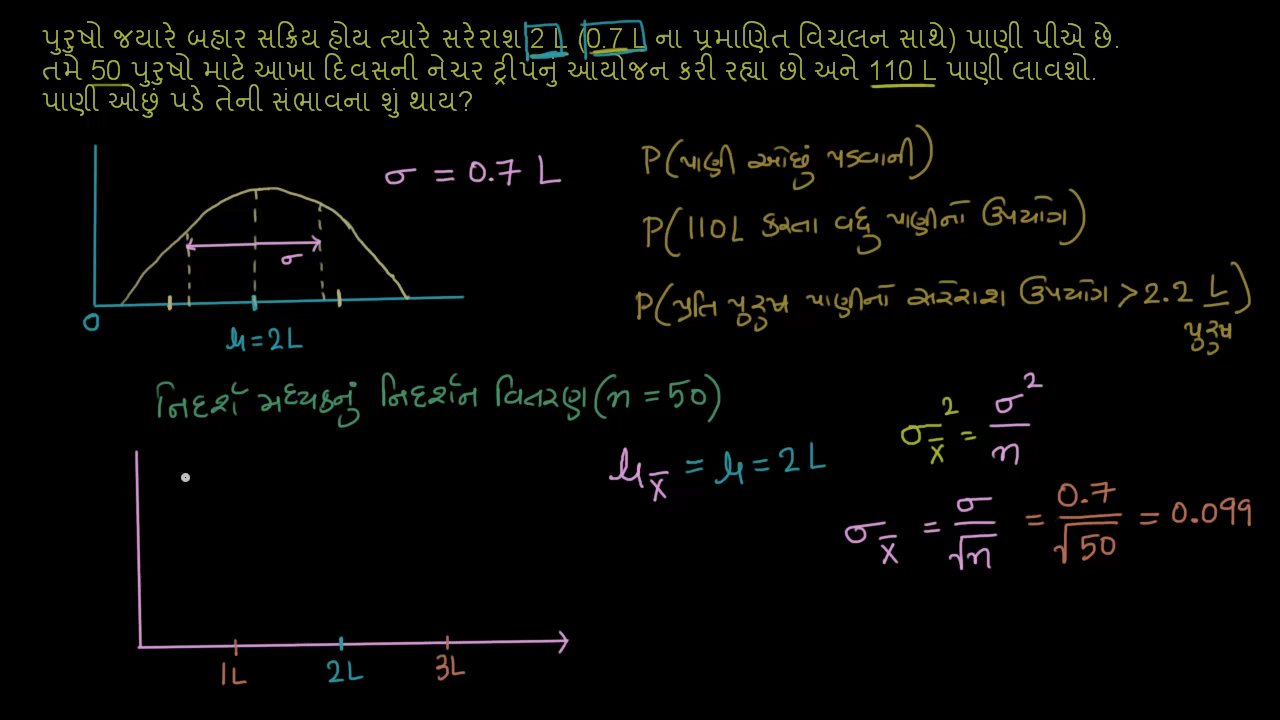 પુરુષો જયારે બહાર સક્રિય હોય ત્યારે સરેરાશ 2 L (0.7 L ના પ્રમાણિત વિચલન સાથે) પાણી પીએ છે.
તમે 50 પુરુષો માટે આખા દિવસની નેચર ટ્રીપનું આયોજન કરી રહ્યા છો અને 110 L પાણી લાવશો.
પાણી ઓછું પડે તેની સંભાવના શું થાય?
σ = 0.7 L
P(પાણી ઓછું પડવાની)
P(110L કરતા વધુ પાણીનો ઉપયોગ)
P(પ્રતિ પુરુષ પાણીનો સરેરાશ ઉપયોગ > 2.2 L/પુરુષ)
σ
0
μ = 2L
નિદર્શ મધ્યકનું નિદર્શન વિતરણ (n = 50)
μ_x̅ = μ = 2L
σ_x̅² = σ²/n
σ_x̅ = σ/√n = 0.7/√50 = 0.099
1L 2L 3L